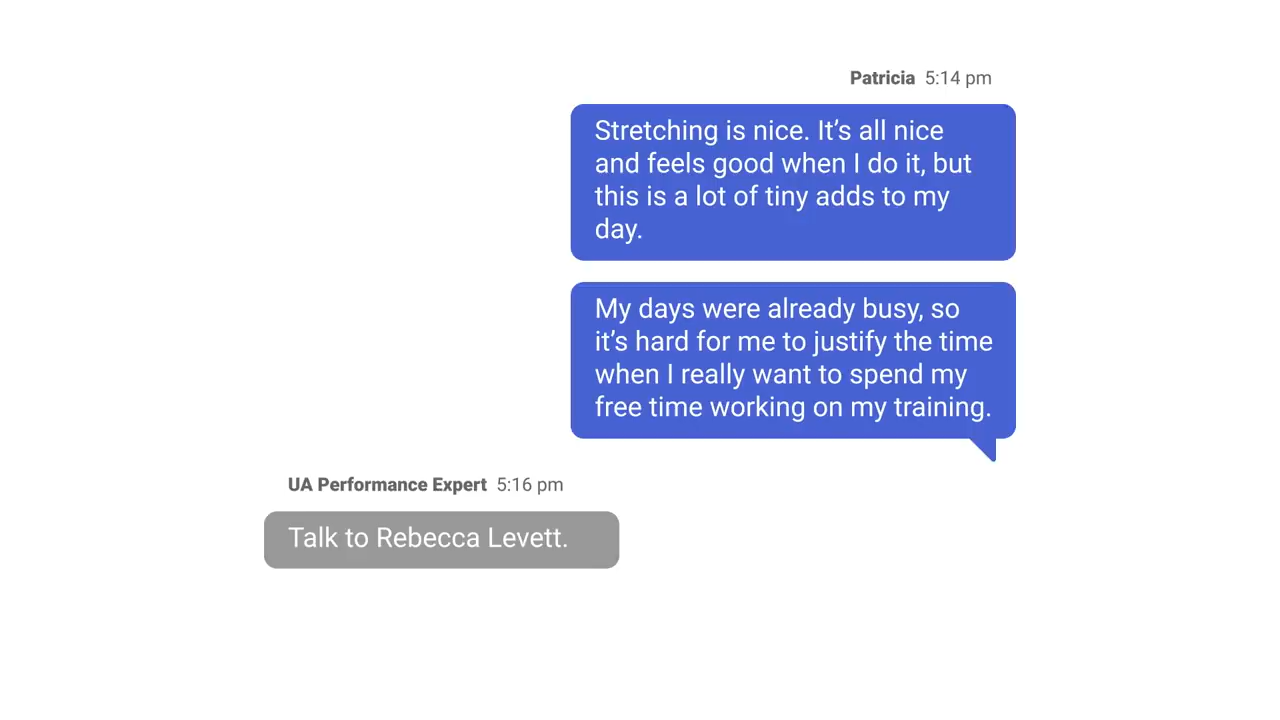 Patricia 5:14 pm
Stretching is nice. It’s all nice
and feels good when I do it, but
this is a lot of tiny adds to my
day.
My days were already busy, so
it’s hard for me to justify the time
when I really want to spend my
free time working on my training.
UA Performance Expert 5:16 pm
Talk to Rebecca Levett.